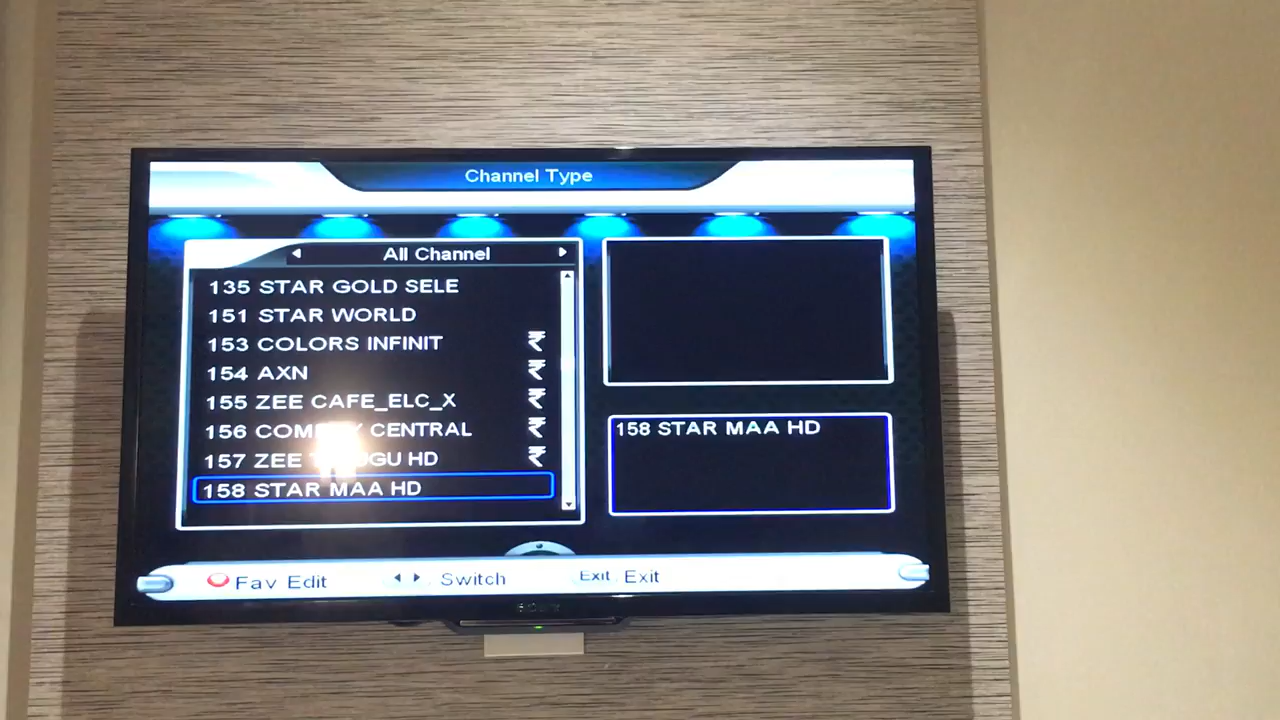 Channel Type
All Channel
135 STAR GOLD SELE
151 STAR WORLD
153 COLORS INFINIT ₹
154 AXN ₹
155 ZEE CAFE_ELC_X ₹
156 CENTRAL ₹
157 ZEE HD ₹
158 STAR MAA HD
158 STAR MAA HD
Fav Edit
Switch
Exit Exit
SONY